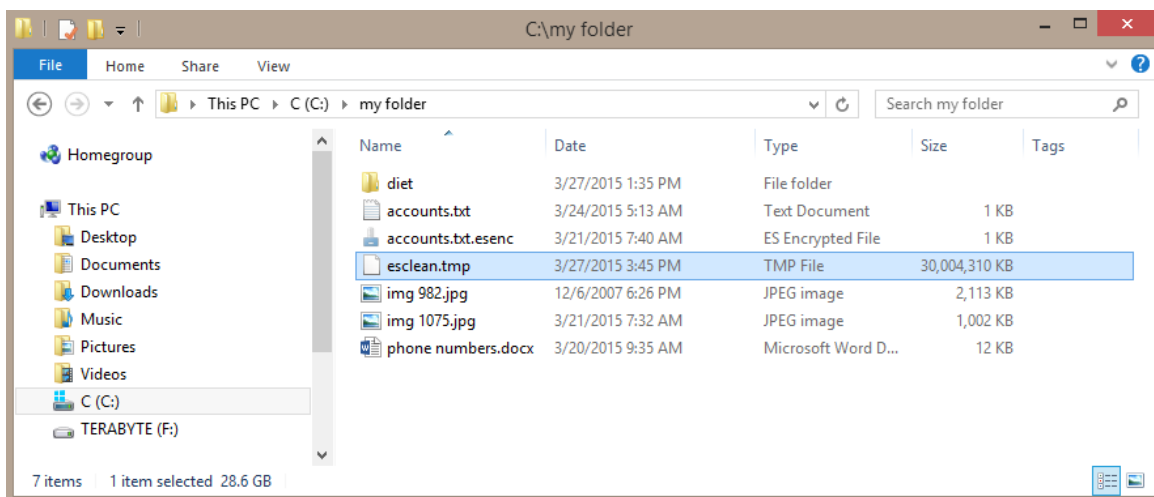 C:\my folder
File Home Share View
This PC C (C:) my folder Search my folder
Homegroup
This PC
Desktop
Documents
Downloads
Music
Pictures
Videos
C (C:)
TERABYTE (F:)
Name Date Type Size Tags
diet 3/27/2015 1:35 PM File folder
accounts.txt 3/24/2015 5:13 AM Text Document 1 KB
accounts.txt.esenc 3/21/2015 7:40 AM ES Encrypted File 1 KB
esclean.tmp 3/27/2015 3:45 PM TMP File 30,004,310 KB
img 982.jpg 12/6/2007 6:26 PM JPEG image 2,113 KB
img 1075.jpg 3/21/2015 7:32 AM JPEG image 1,002 KB
phone numbers.docx 3/20/2015 9:35 AM Microsoft Word D... 12 KB
7 items 1 item selected 28.6 GB